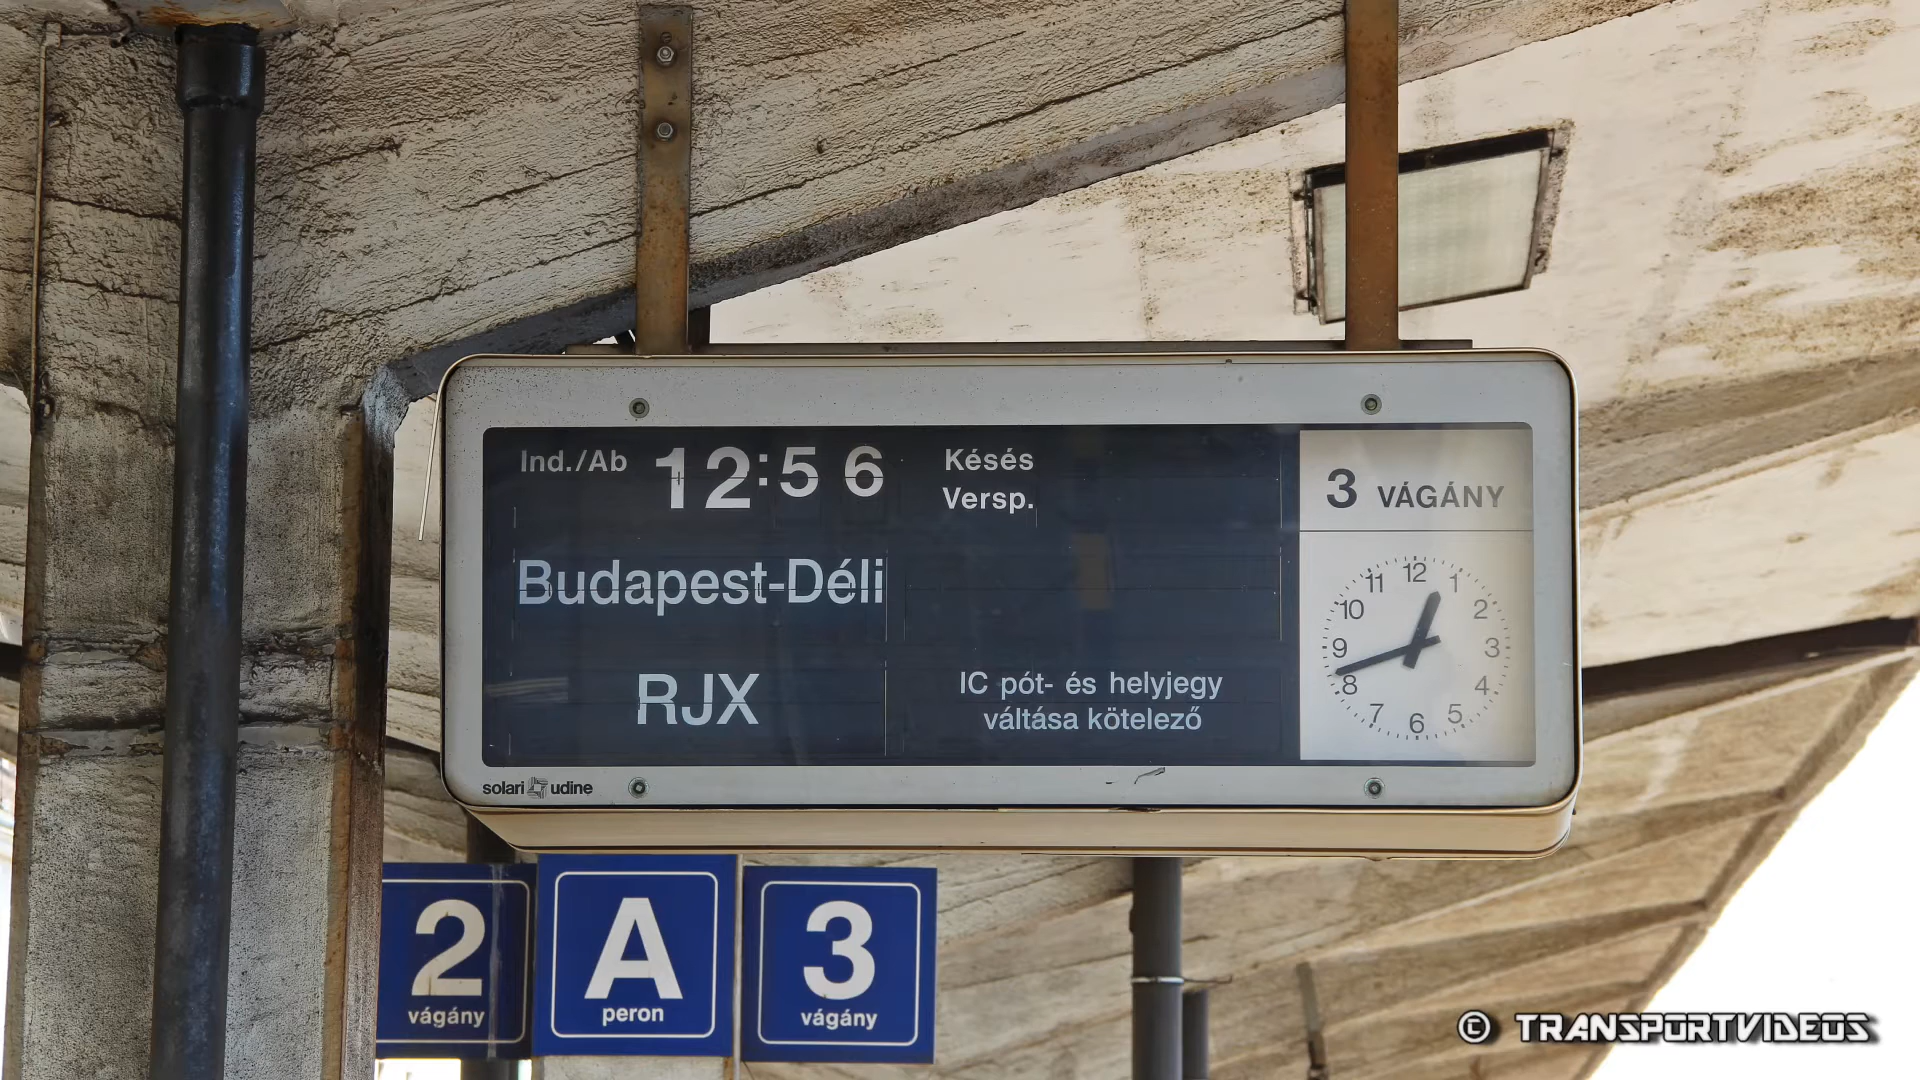 Ind./Ab 12:56 Késés
Versp.
3 VÁGÁNY
Budapest-Déli
RJX
IC pót- és helyjegy
váltása kötelező
12
1
2
3
4
5
6
7
8
9
10
11
solari udine
2
vágány
A
peron
3
vágány
© TRANSPORTVIDEOS